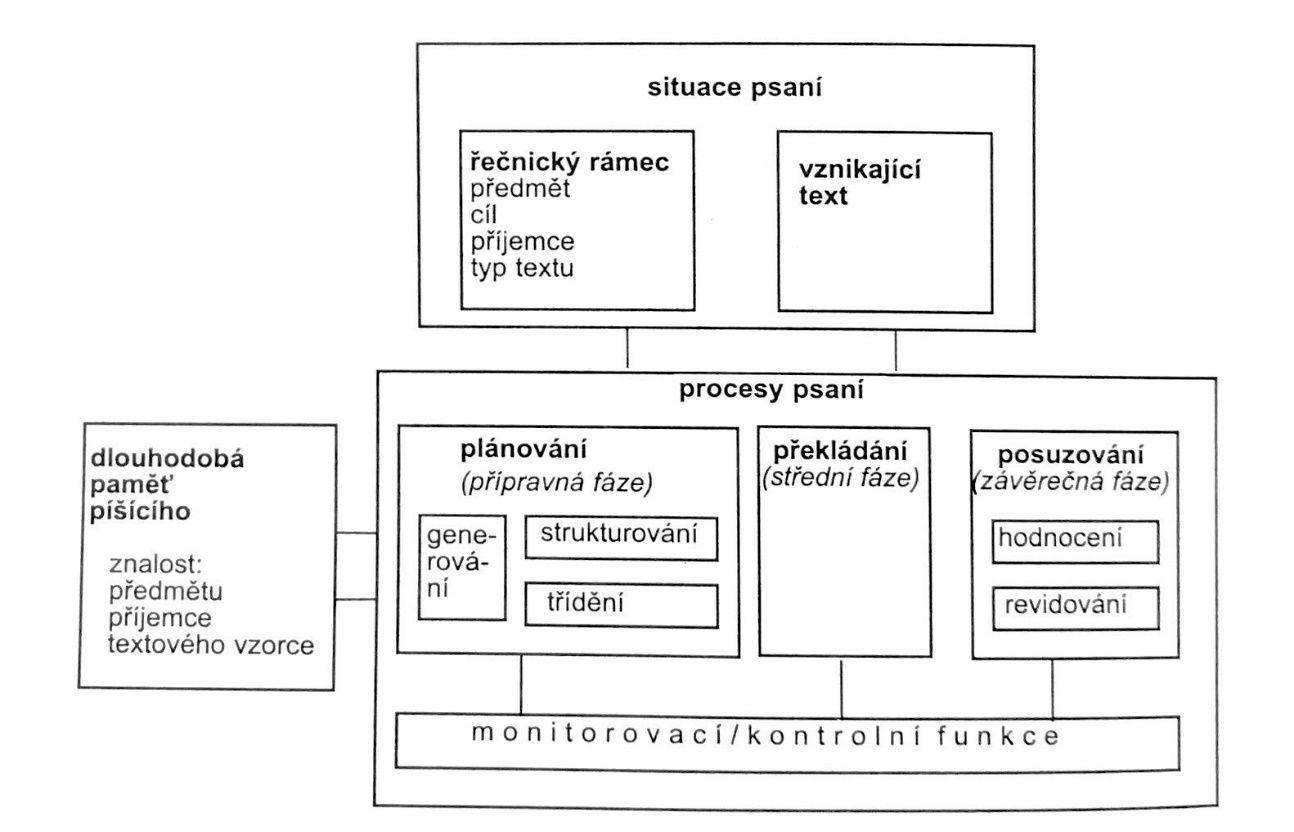 situace psaní
řečnický rámec
předmět
cíl
příjemce
typ textu
vznikající
text
procesy psaní
dlouhodobá
paměť
píšícího
znalost:
předmětu
příjemce
textového vzorce
plánování
(přípravná fáze)
gene-
rová-
ní
strukturování
třídění
překládání
(střední fáze)
posuzování
(závěrečná fáze)
hodnocení
revidování
monitorovací/kontrolní funkce